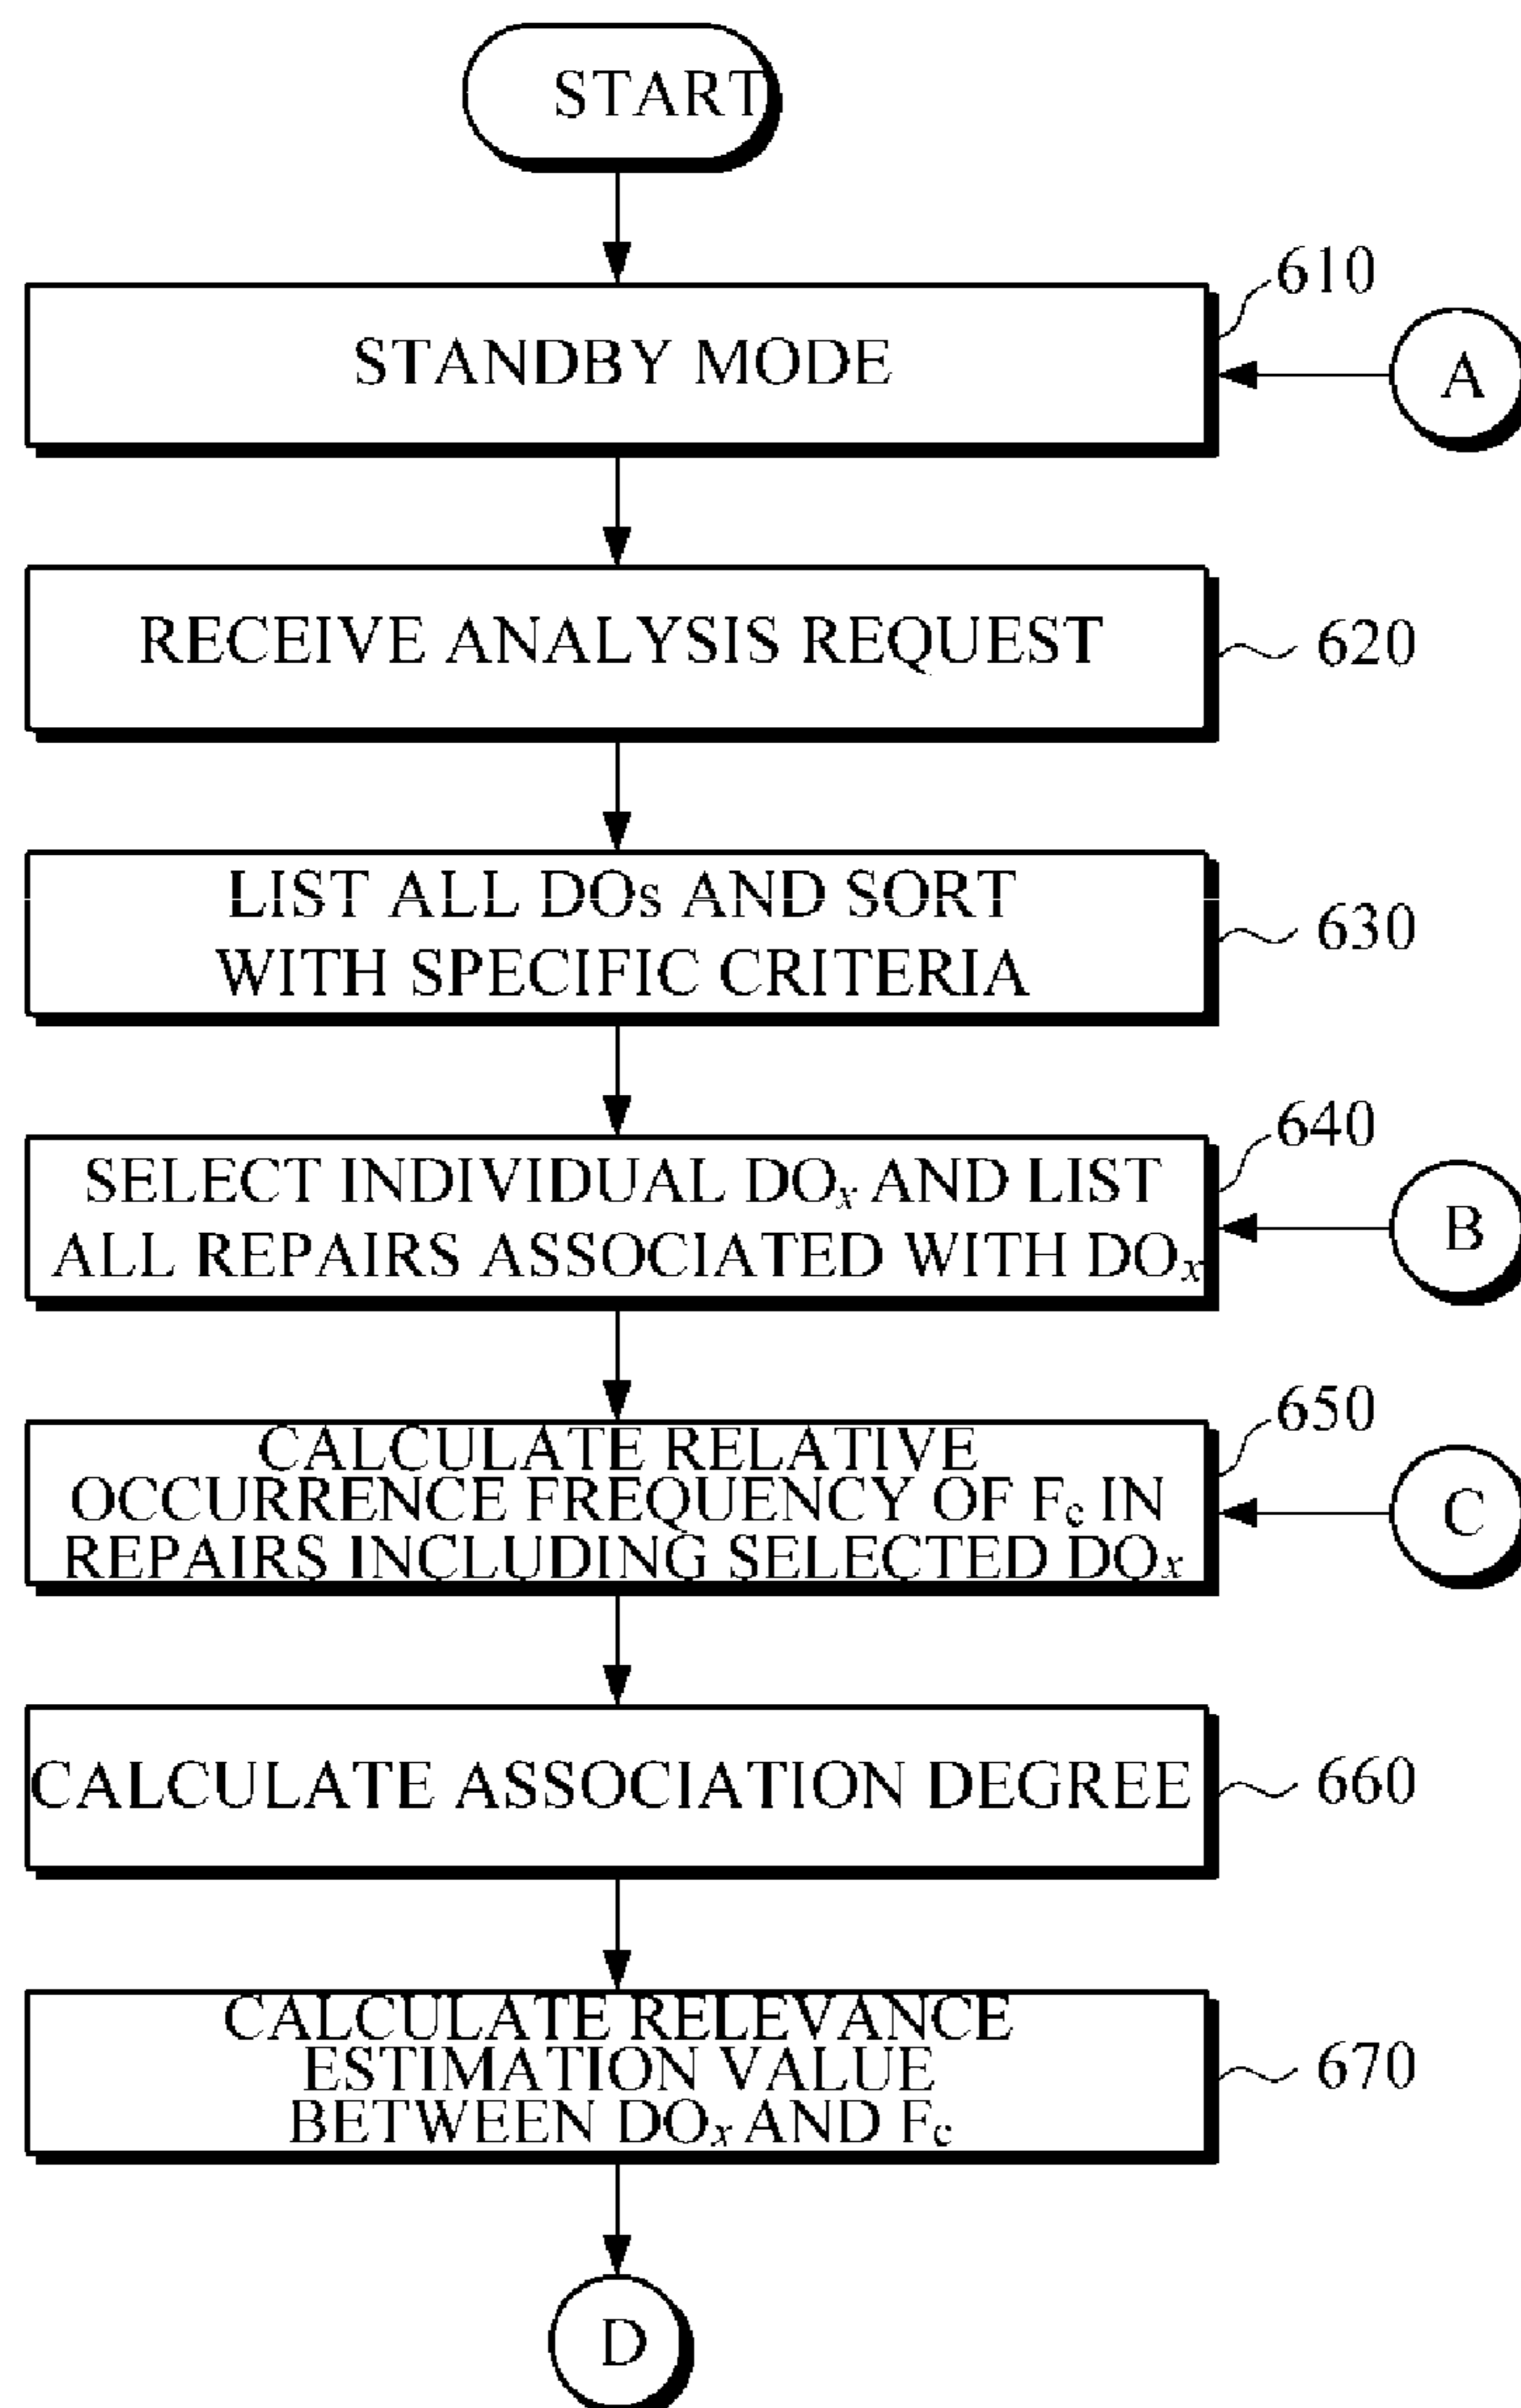 START
610
STANDBY MODE
A
RECEIVE ANALYSIS REQUEST
620
LIST ALL DOs AND SORT
WITH SPECIFIC CRITERIA
630
640
SELECT INDIVIDUAL DOx AND LIST
ALL REPAIRS ASSOCIATED WITH DOx
B
650
CALCULATE RELATIVE
OCCURRENCE FREQUENCY OF Fc IN
REPAIRS INCLUDING SELECTED DOx
C
CALCULATE ASSOCIATION DEGREE
660
CALCULATE RELEVANCE
ESTIMATION VALUE
BETWEEN DOx AND Fc
670
D